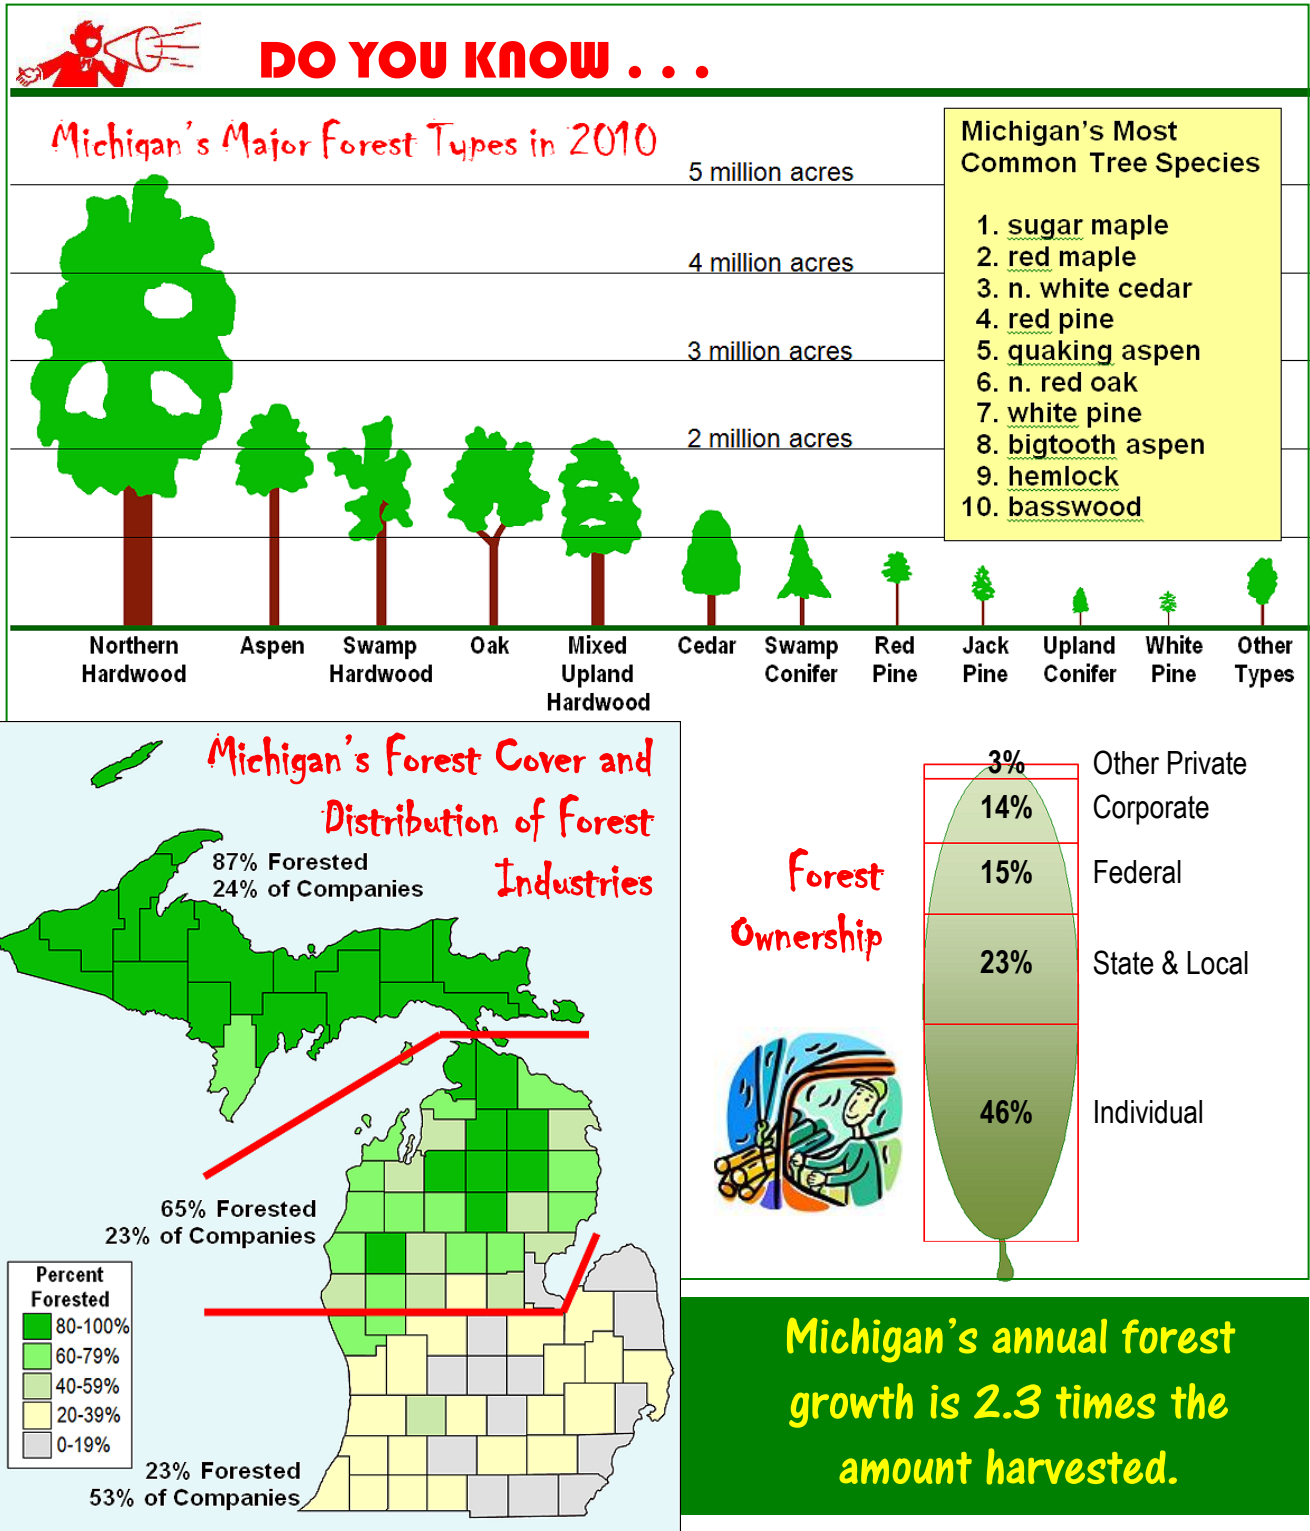 DO YOU KNOW . . .
Michigan's Major Forest Types in 2010
5 million acres
4 million acres
3 million acres
2 million acres
Michigan's Most
Common Tree Species
1. sugar maple
2. red maple
3. n. white cedar
4. red pine
5. quaking aspen
6. n. red oak
7. white pine
8. bigtooth aspen
9. hemlock
10. basswood
Northern
Hardwood
Aspen
Swamp
Hardwood
Oak
Mixed
Upland
Hardwood
Cedar
Swamp
Conifer
Red
Pine
Jack
Pine
Upland
Conifer
White
Pine
Other
Types
Michigan's Forest Cover and
Distribution of Forest
Industries
87% Forested
24% of Companies
65% Forested
23% of Companies
Percent
Forested
80-100%
60-79%
40-59%
20-39%
0-19%
23% Forested
53% of Companies
Forest
Ownership
3% Other Private
14% Corporate
15% Federal
23% State & Local
46% Individual
Michigan's annual forest
growth is 2.3 times the
amount harvested.